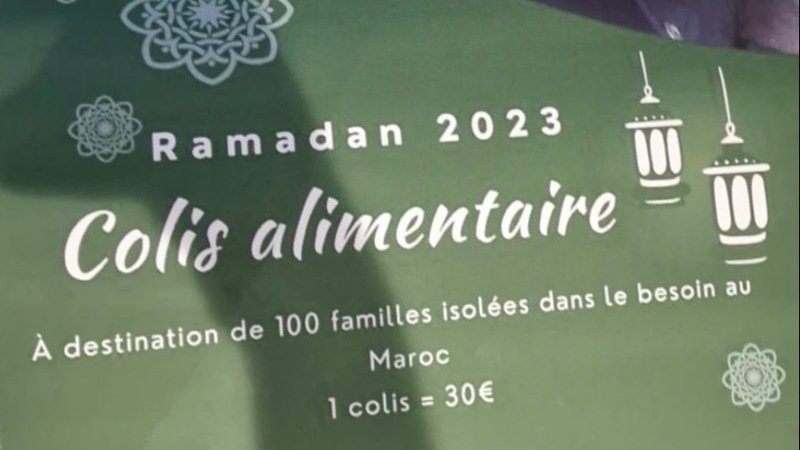 Ramadan 2023
Colis alimentaire
À destination de 100 familles isolées dans le besoin au
Maroc
1 colis = 30€